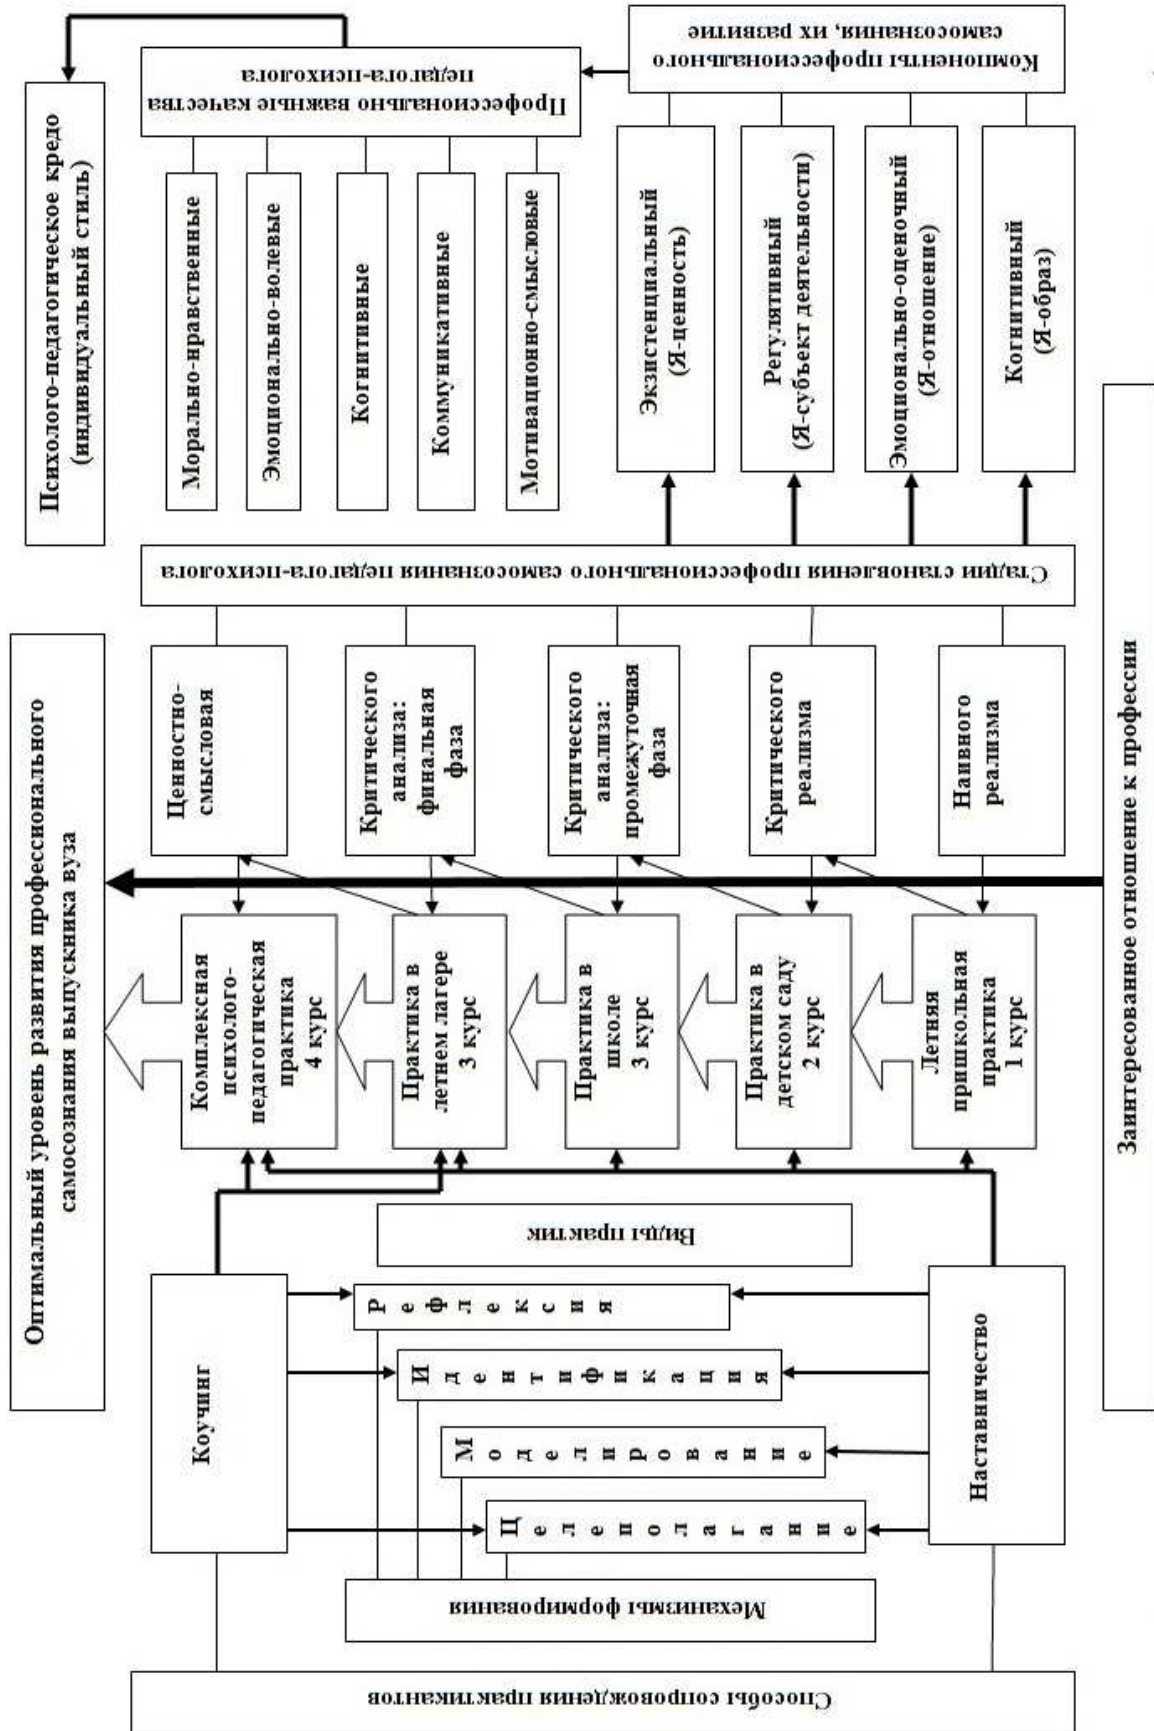 Оптимальный уровень развития профессионального
самосознания выпускника вуза
Психолого-педагогическое кредо
(индивидуальный стиль)
Способы сопровождения практикантов
Коучинг
Наставничество
Механизмы формирования
Целеполагание
Моделирование
Идентификация
Рефлексия
Виды практик
Комплексная
психолого-
педагогическая
практика
4 курс
Практика в
летнем лагере
3 курс
Практика в
школе
3 курс
Практика в
детском саду
2 курс
Летняя
пришкольная
практика
1 курс
Ценностно-
смысловая
Критического
анализа:
финальная
фаза
Критического
анализа:
промежуточная
фаза
Критического
реализма
Наивного
реализма
Стадии становления профессионального самосознания педагога-психолога
Морально-нравственные
Эмоционально-волевые
Когнитивные
Коммуникативные
Мотивационно-смысловые
Профессионально важные качества
педагога-психолога
Экзистенциальный
(Я-ценность)
Регулятивный
(Я-субъект деятельности)
Эмоционально-оценочный
(Я-отношение)
Когнитивный
(Я-образ)
Компоненты профессионального
самосознания, их развитие
Заинтересованное отношение к профессии